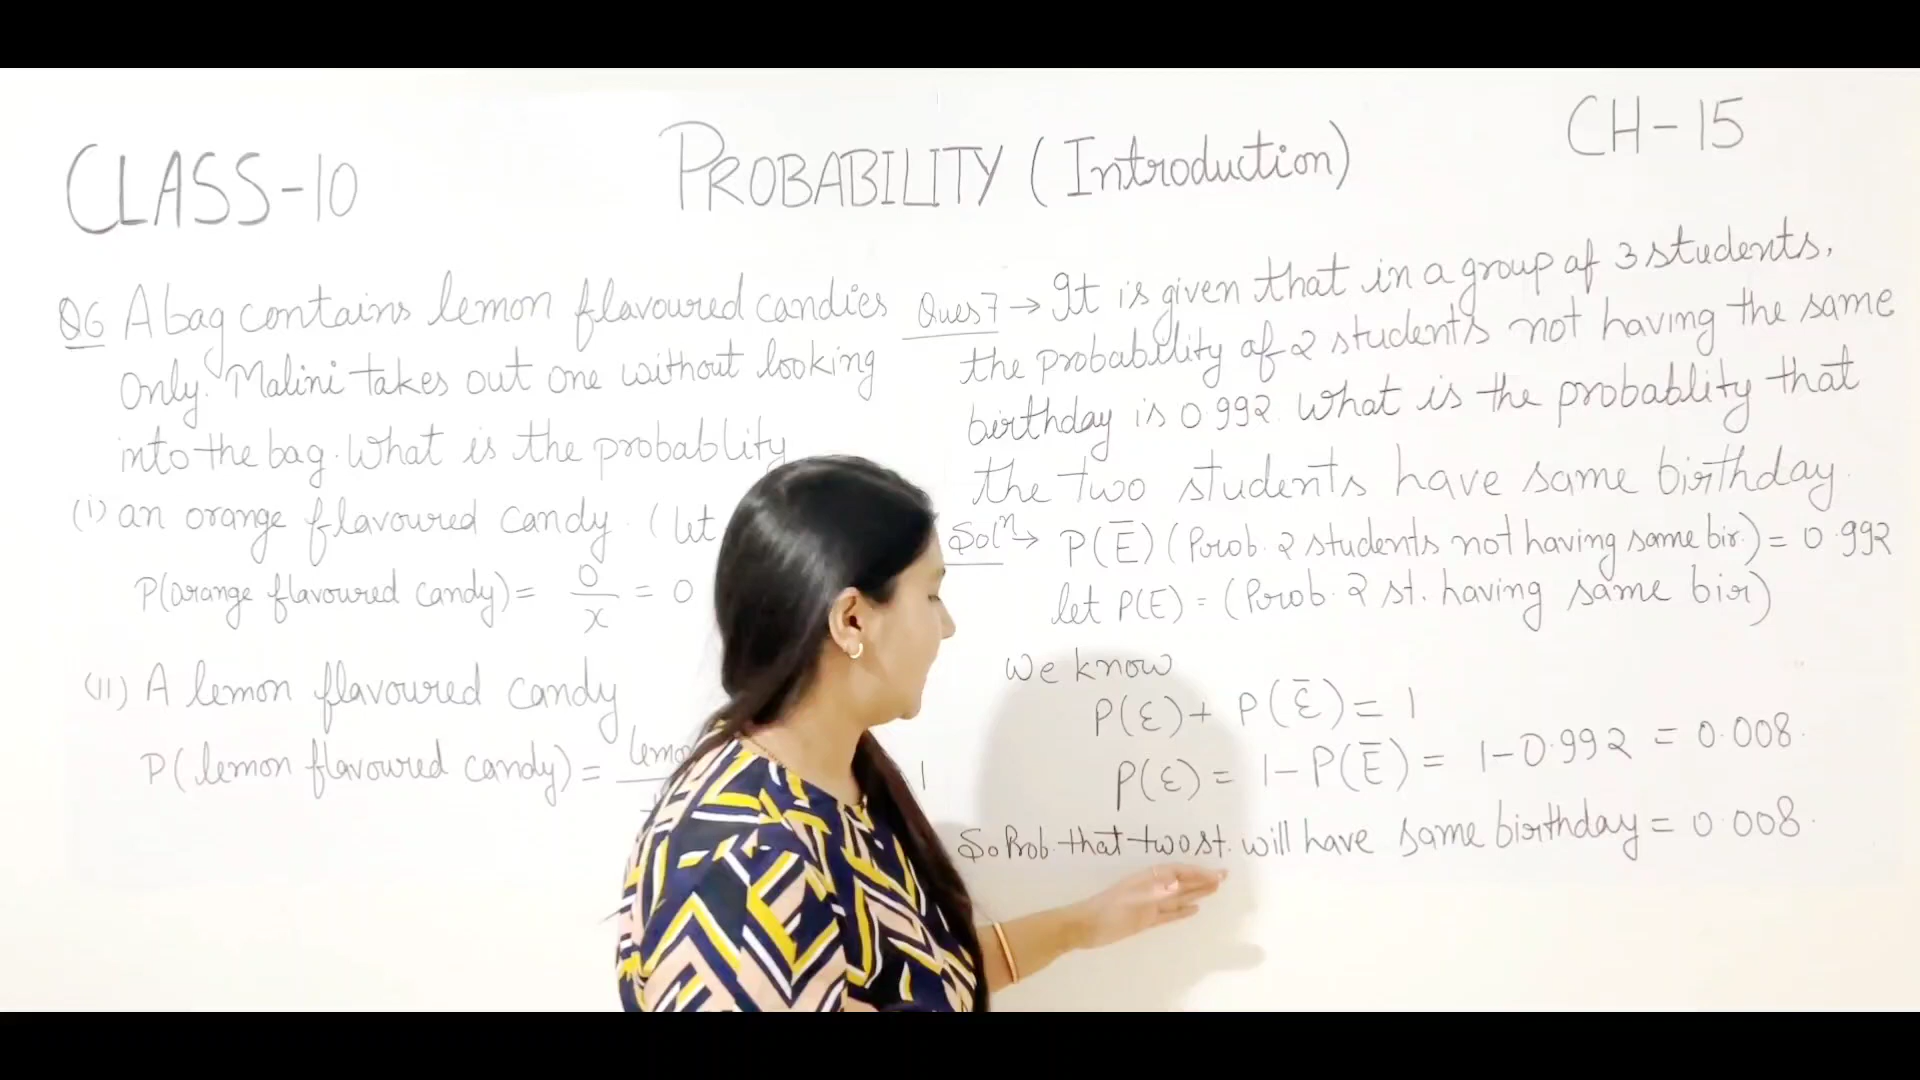 CLASS-10
PROBABILITY (Introduction)
CH-15
Q6 A bag contains lemon flavoured candies
Only. Malini takes out one without looking
into the bag. What is the probablity
(i) an orange flavoured candy. (let
P(orange flavoured candy) = 0/x = 0
(II) A lemon flavoured candy
P(lemon flavoured candy) = 1
Ques 7 → It is given that in a group of 3 students,
the probability of 2 students not having the same
birthday is 0.992. What is the probablity that
the two students have same birthday.
Solⁿ → P(E̅) (Prob. 2 students not having same bir.) = 0.992
let P(E) = (Prob. 2 st. having same bir)
We know
P(E) + P(E̅) = 1
P(E) = 1 - P(E̅) = 1 - 0.992 = 0.008.
So Prob. that two st. will have same birthday = 0.008.